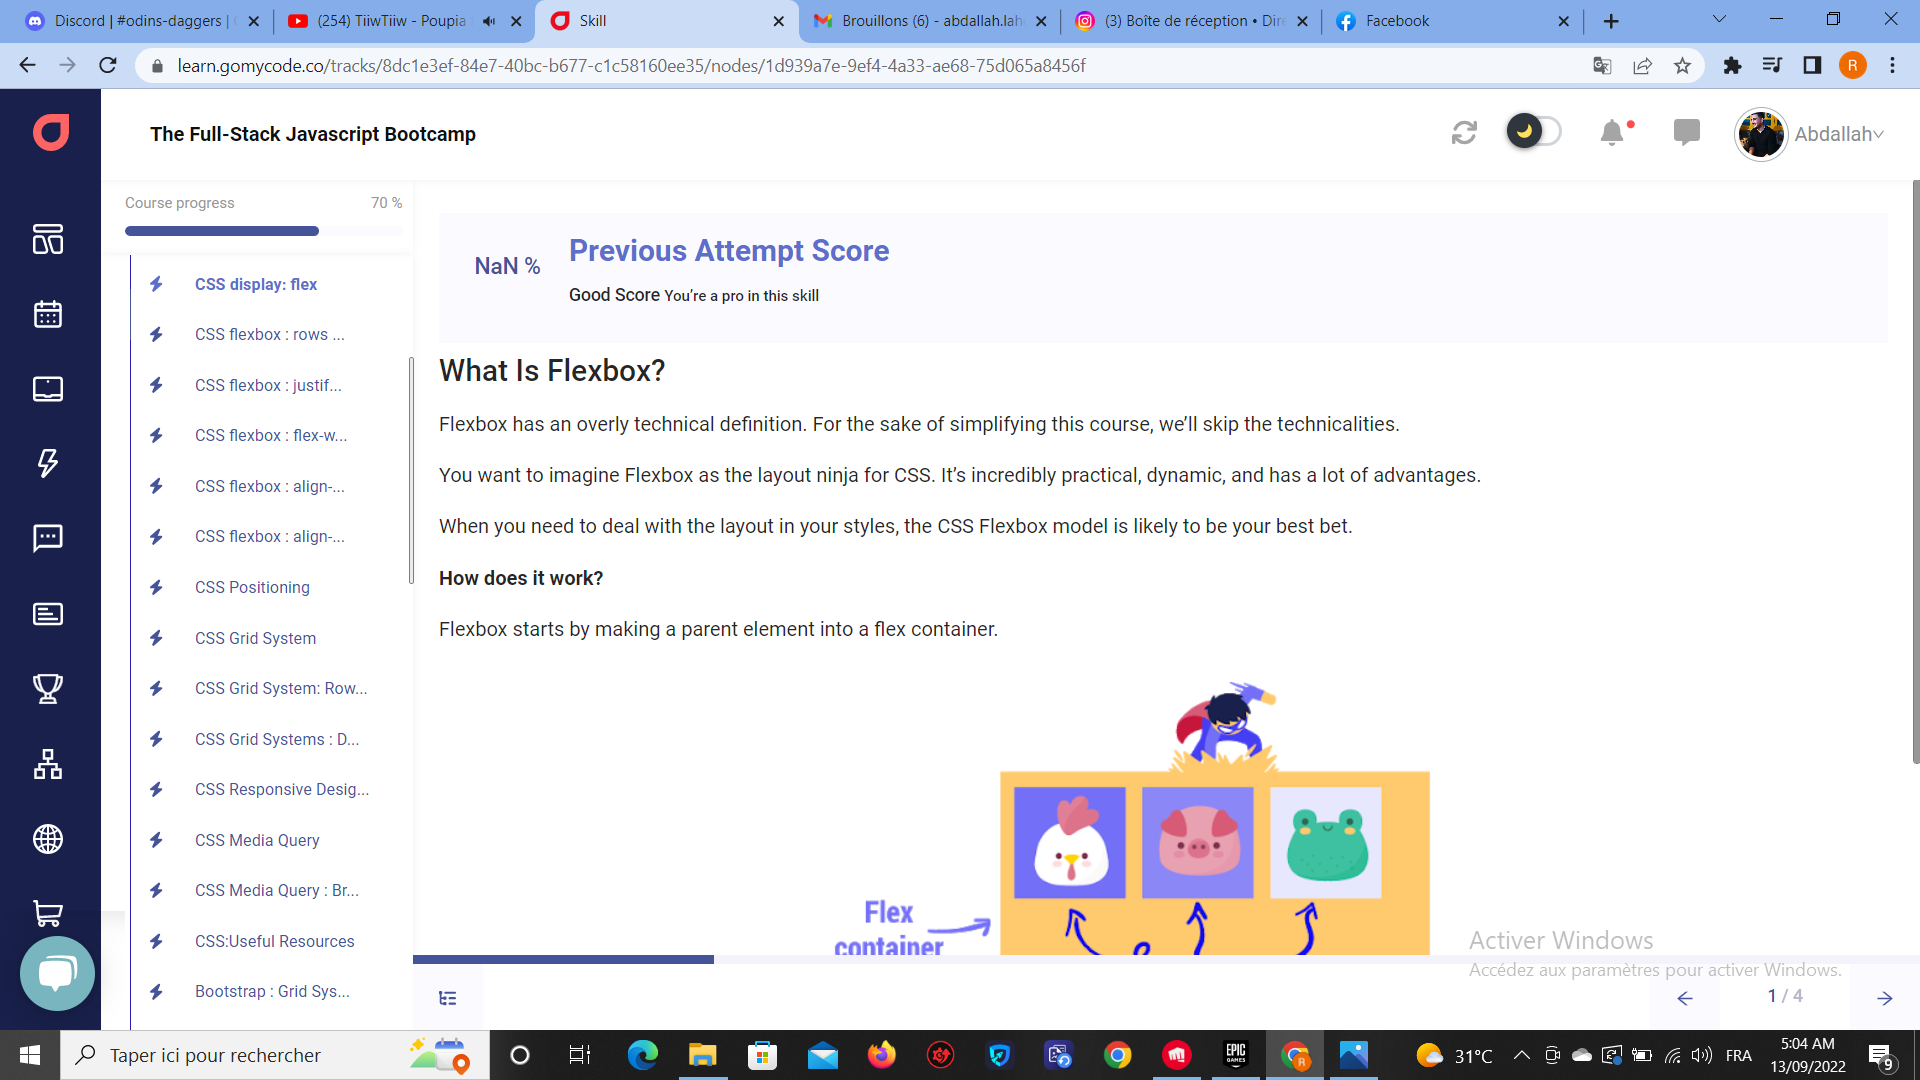 Discord | #odins-daggers |
(254) TiiwTiiw - Poupia
Skill
Brouillons (6) - abdallah.lah
(3) Boîte de réception • Dire
Facebook
learn.gomycode.co/tracks/8dc1e3ef-84e7-40bc-b677-c1c58160ee35/nodes/1d939a7e-9ef4-4a33-ae68-75d065a8456f
R
The Full-Stack Javascript Bootcamp
Abdallah
Course progress
70 %
CSS display: flex
CSS flexbox : rows ...
CSS flexbox : justif...
CSS flexbox : flex-w...
CSS flexbox : align-...
CSS flexbox : align-...
CSS Positioning
CSS Grid System
CSS Grid System: Row...
CSS Grid Systems : D...
CSS Responsive Desig...
CSS Media Query
CSS Media Query : Br...
CSS:Useful Resources
Bootstrap : Grid Sys...
NaN %
Previous Attempt Score
Good Score You’re a pro in this skill
What Is Flexbox?
Flexbox has an overly technical definition. For the sake of simplifying this course, we’ll skip the technicalities.
You want to imagine Flexbox as the layout ninja for CSS. It’s incredibly practical, dynamic, and has a lot of advantages.
When you need to deal with the layout in your styles, the CSS Flexbox model is likely to be your best bet.
How does it work?
Flexbox starts by making a parent element into a flex container.
Flex
container
Activer Windows
Accédez aux paramètres pour activer Windows.
1 / 4
Taper ici pour rechercher
EPIC
GAMES
R
31°C
FRA
5:04 AM
13/09/2022
9